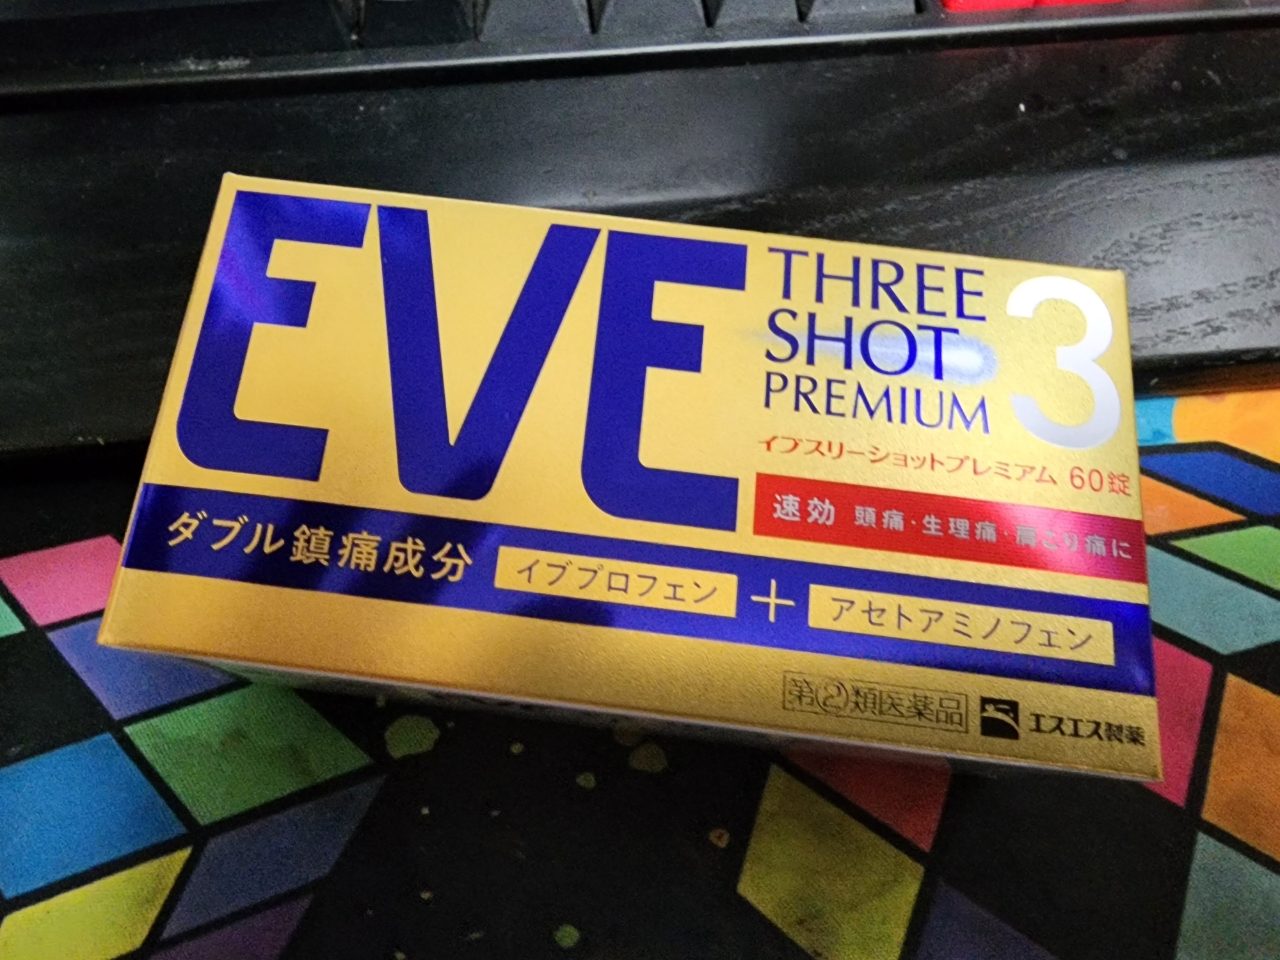 EVE
THREE
SHOT
PREMIUM
3
イブスリーショットプレミアム 60錠
速効 頭痛・生理痛・肩こり痛に
ダブル鎮痛成分 イブプロフェン + アセトアミノフェン
第②類医薬品 エスエス製薬